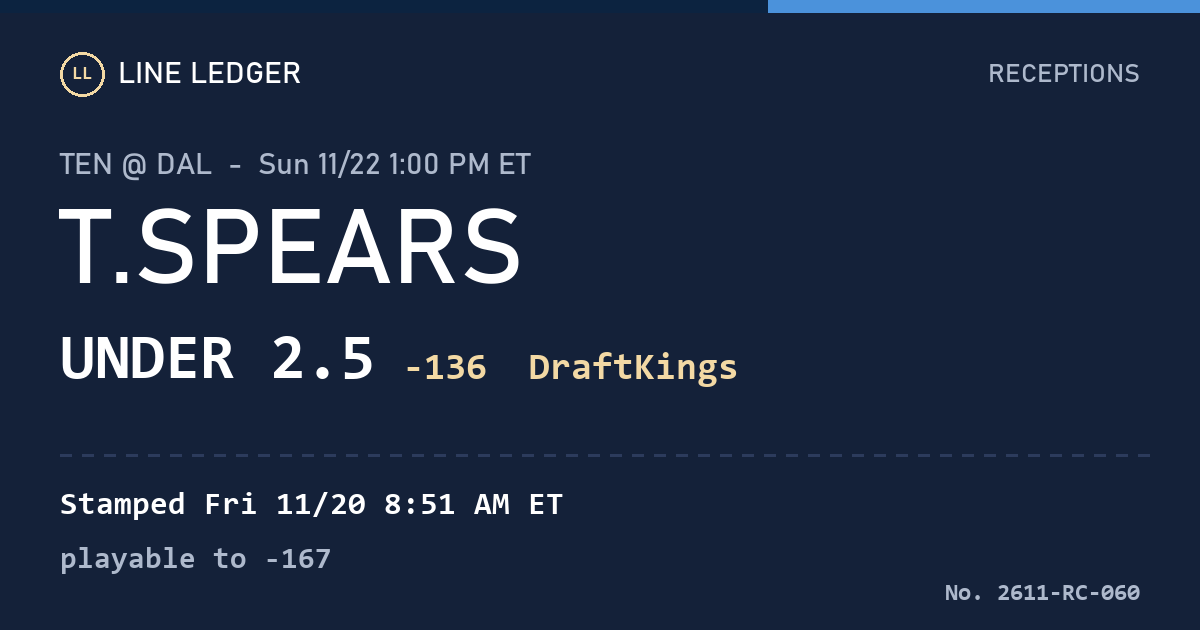 LL LINE LEDGER
RECEPTIONS
TEN @ DAL - Sun 11/22 1:00 PM ET
T.SPEARS
UNDER 2.5 -136 DraftKings
Stamped Fri 11/20 8:51 AM ET
playable to -167
No. 2611-RC-060